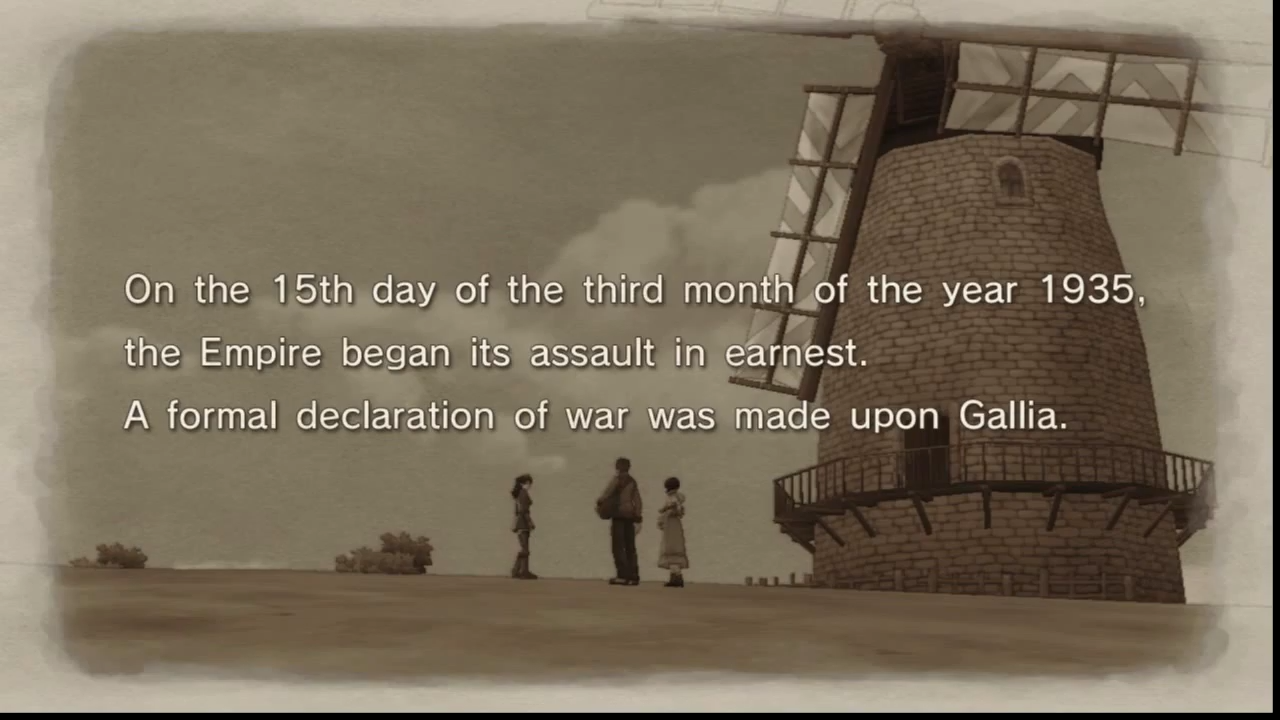 On the 15th day of the third month of the year 1935,
the Empire began its assault in earnest.
A formal declaration of war was made upon Gallia.